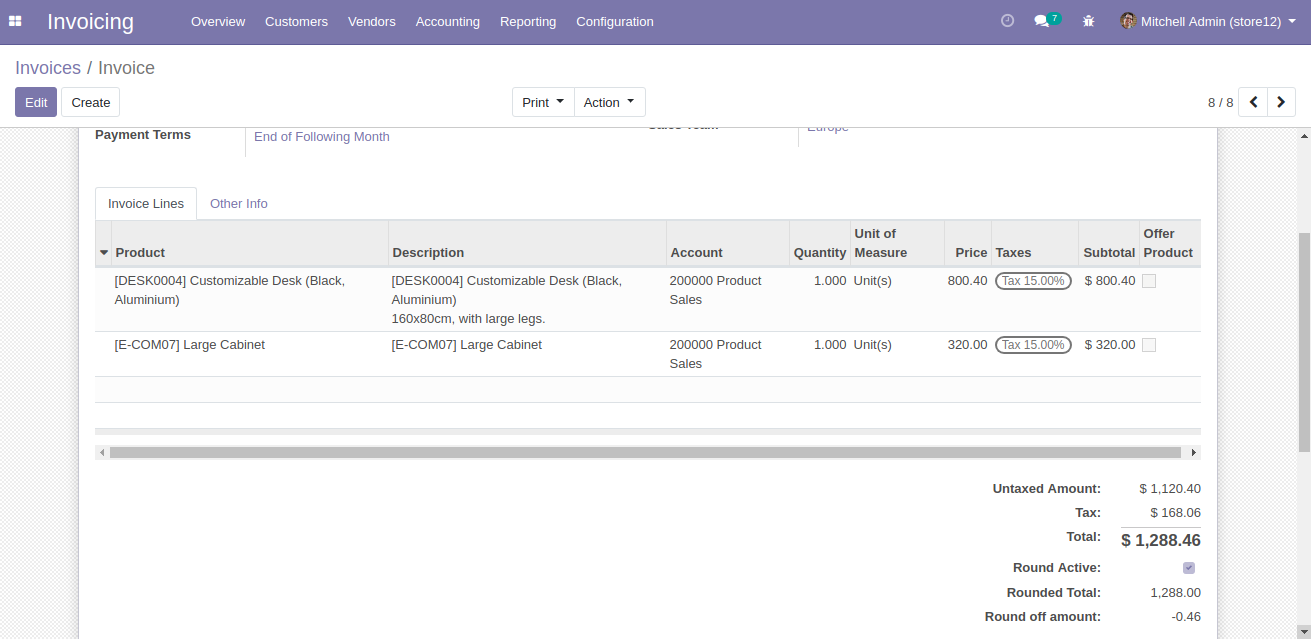 Invoicing Overview Customers Vendors Accounting Reporting Configuration 7 Mitchell Admin (store12)
Invoices / Invoice
Edit Create Print Action 8 / 8
Payment Terms End of Following Month Sales Team Europe
Invoice Lines Other Info
Product Description Account Quantity Unit of Measure Price Taxes Subtotal Offer Product
[DESK0004] Customizable Desk (Black, [DESK0004] Customizable Desk (Black, 200000 Product 1.000 Unit(s) 800.40 Tax 15.00% $ 800.40
Aluminium) Aluminium) Sales
160x80cm, with large legs.
[E-COM07] Large Cabinet [E-COM07] Large Cabinet 200000 Product 1.000 Unit(s) 320.00 Tax 15.00% $ 320.00
Sales
Untaxed Amount: $ 1,120.40
Tax: $ 168.06
Total: $ 1,288.46
Round Active:
Rounded Total: 1,288.00
Round off amount: -0.46